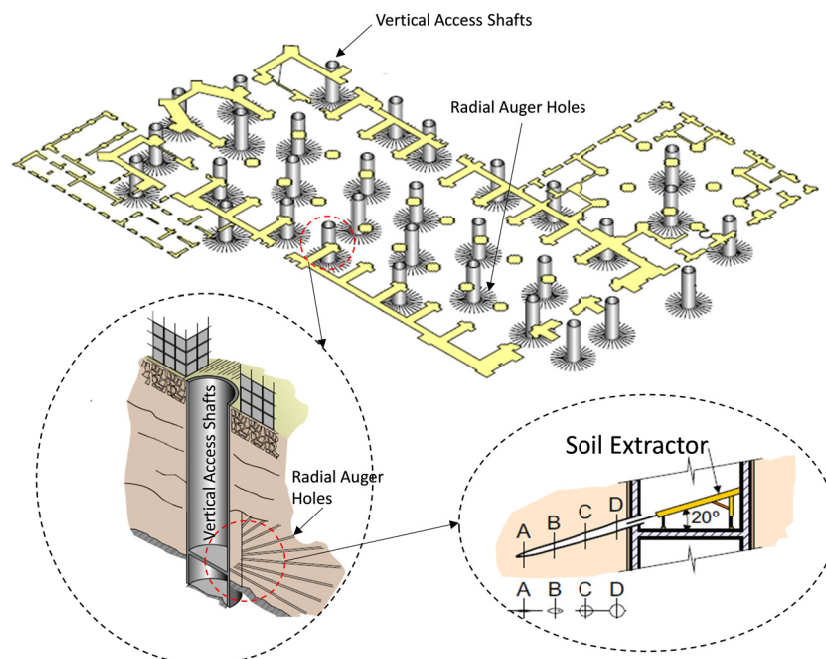 Vertical Access Shafts
Radial Auger Holes
Vertical Access Shafts
Radial Auger
Holes
Soil Extractor
20°
A B C D
A B C D